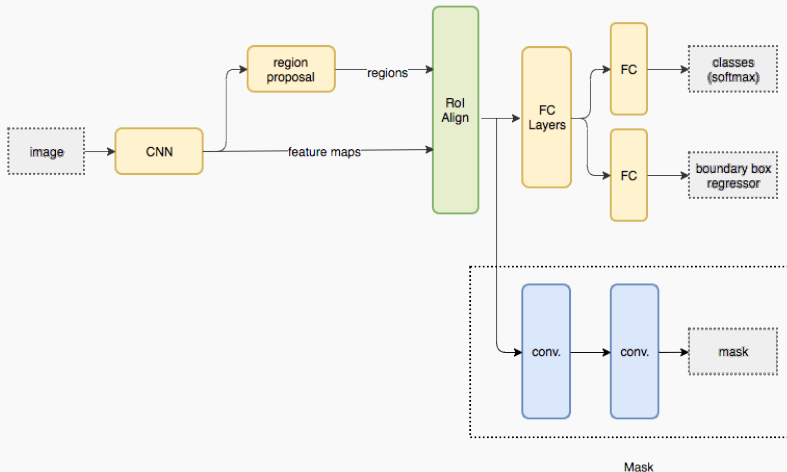 region
proposal
regions
RoI
Align
FC
Layers
FC
classes
(softmax)
image
CNN
feature maps
FC
boundary box
regressor
conv.
conv.
mask
Mask